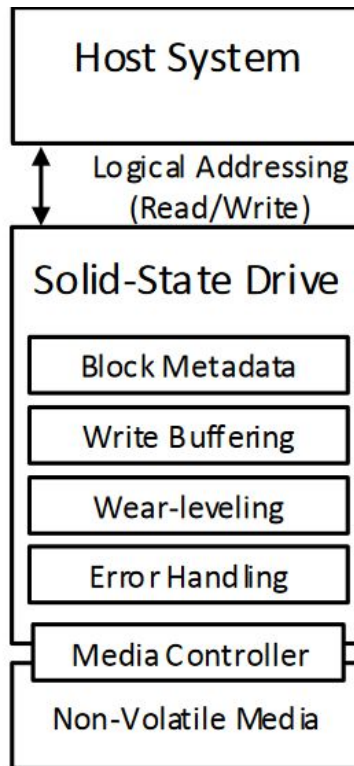 Host System
Logical Addressing
(Read/Write)
Solid-State Drive
Block Metadata
Write Buffering
Wear-leveling
Error Handling
Media Controller
Non-Volatile Media